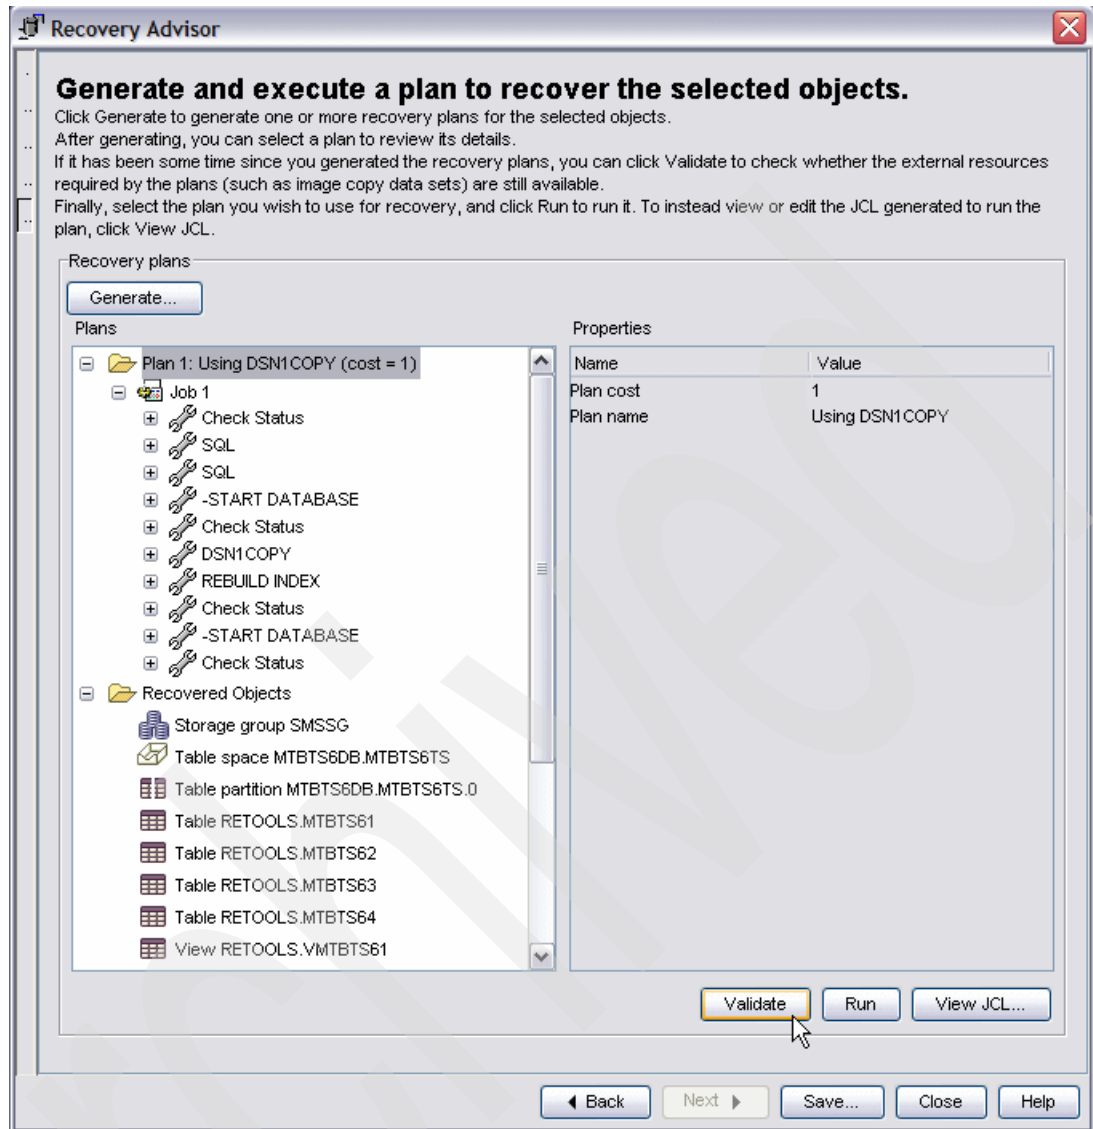 Recovery Advisor
Generate and execute a plan to recover the selected objects.
Click Generate to generate one or more recovery plans for the selected objects.
After generating, you can select a plan to review its details.
If it has been some time since you generated the recovery plans, you can click Validate to check whether the external resources
required by the plans (such as image copy data sets) are still available.
Finally, select the plan you wish to use for recovery, and click Run to run it. To instead view or edit the JCL generated to run the
plan, click View JCL.
Recovery plans
Generate...
Plans
Properties
Plan 1: Using DSN1COPY (cost = 1)
Job 1
Check Status
SQL
SQL
-START DATABASE
Check Status
DSN1COPY
REBUILD INDEX
Check Status
-START DATABASE
Check Status
Recovered Objects
Storage group SMSSG
Table space MTBTS6DB.MTBTS6TS
Table partition MTBTS6DB.MTBTS6TS.0
Table RETOOLS.MTBTS61
Table RETOOLS.MTBTS62
Table RETOOLS.MTBTS63
Table RETOOLS.MTBTS64
View RETOOLS.VMTBTS61
Name Value
Plan cost 1
Plan name Using DSN1COPY
Validate Run View JCL...
Back Next Save... Close Help